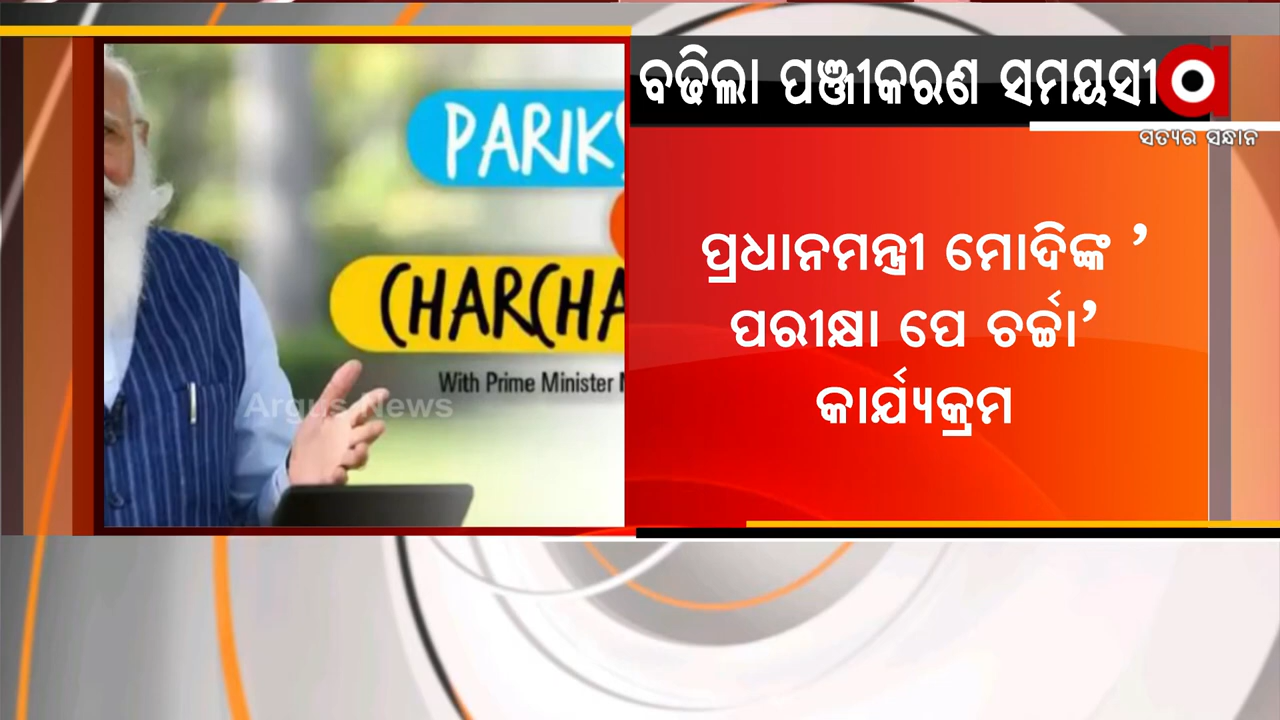 PARIKS
CHARCHA
With Prime Minister
Argus News
ବଢ଼ିଲା ପଞ୍ଜୀକରଣ ସମୟସୀ
ସତ୍ୟର ସନ୍ଧାନ
ପ୍ରଧାନମନ୍ତ୍ରୀ ମୋଦିଙ୍କ ’
ପରୀକ୍ଷା ପେ ଚର୍ଚ୍ଚା’
କାର୍ଯ୍ୟକ୍ରମ